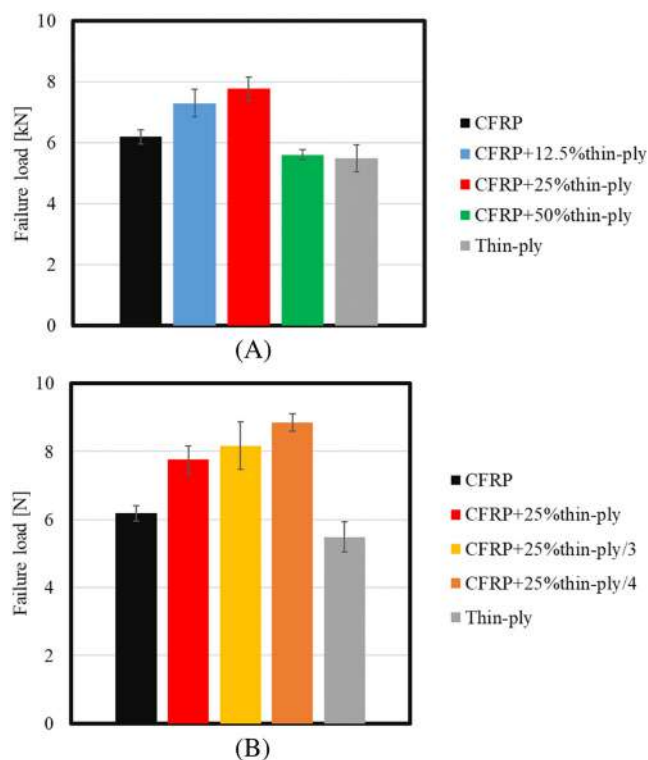 10
8
6
4
2
0
Failure load [kN]
CFRP
CFRP+12.5%thin-ply
CFRP+25%thin-ply
CFRP+50%thin-ply
Thin-ply
(A)
10
8
6
4
2
0
Failure load [N]
CFRP
CFRP+25%thin-ply
CFRP+25%thin-ply/3
CFRP+25%thin-ply/4
Thin-ply
(B)